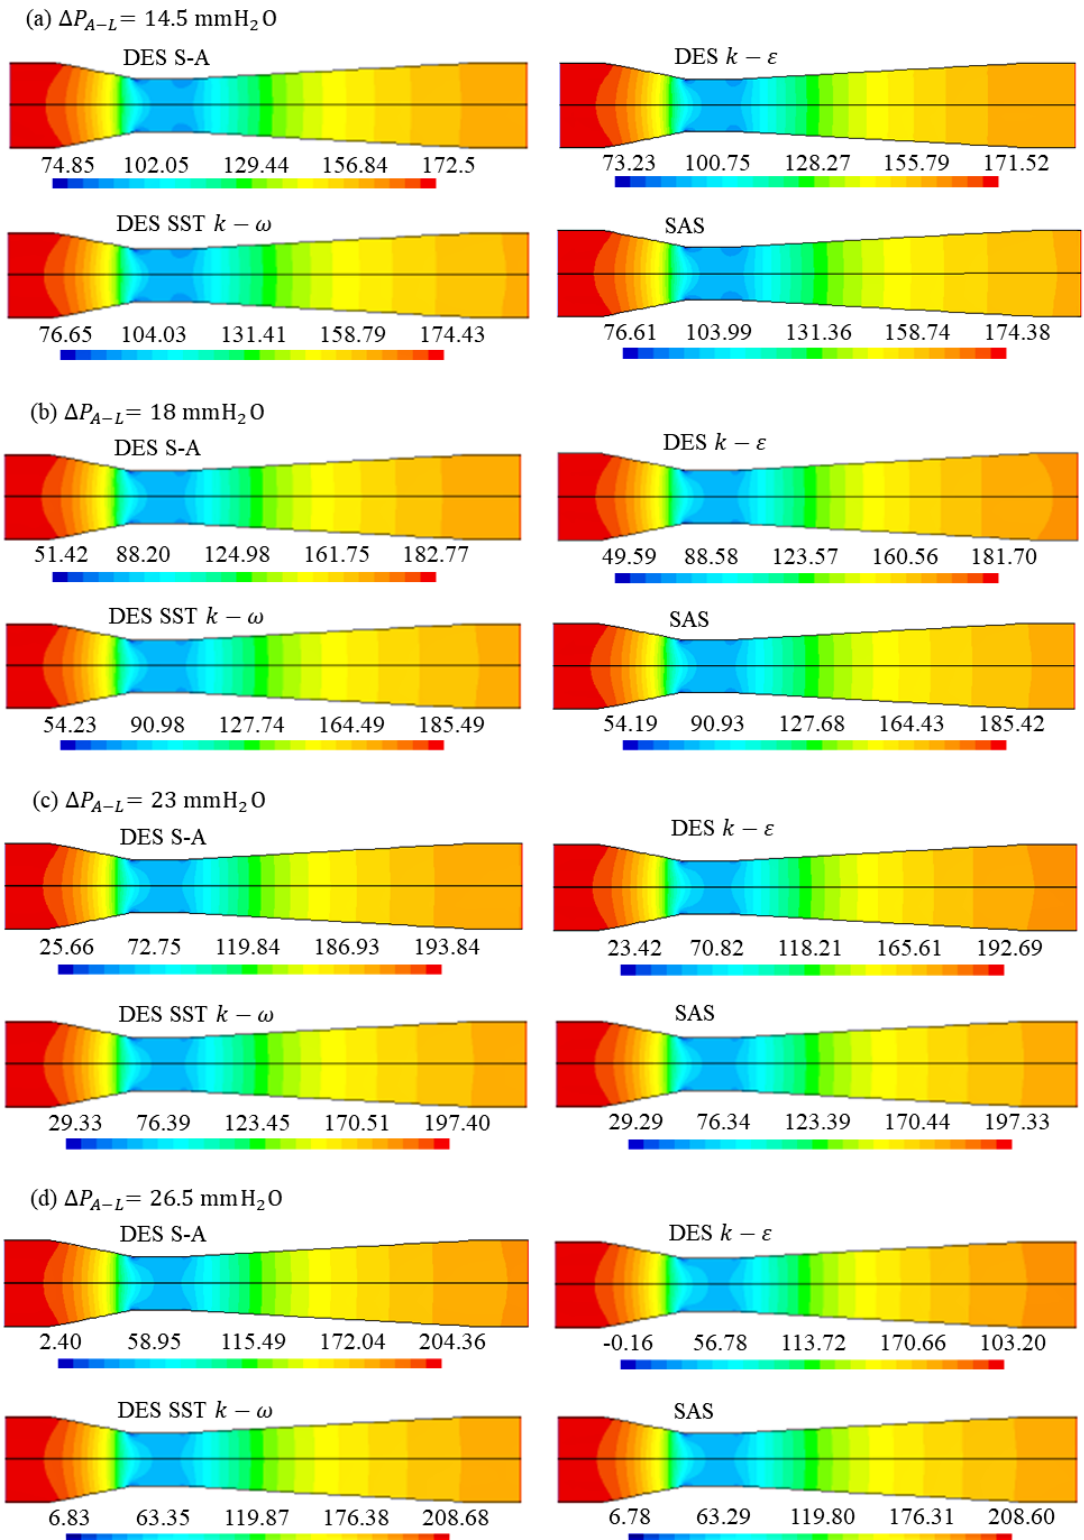 (a) ΔP_{A−L}= 14.5 mmH₂O
DES S-A
DES k − ε
74.85 102.05 129.44 156.84 172.5
73.23 100.75 128.27 155.79 171.52
DES SST k − ω
SAS
76.65 104.03 131.41 158.79 174.43
76.61 103.99 131.36 158.74 174.38
(b) ΔP_{A−L}= 18 mmH₂O
DES S-A
DES k − ε
51.42 88.20 124.98 161.75 182.77
49.59 88.58 123.57 160.56 181.70
DES SST k − ω
SAS
54.23 90.98 127.74 164.49 185.49
54.19 90.93 127.68 164.43 185.42
(c) ΔP_{A−L}= 23 mmH₂O
DES S-A
DES k − ε
25.66 72.75 119.84 186.93 193.84
23.42 70.82 118.21 165.61 192.69
DES SST k − ω
SAS
29.33 76.39 123.45 170.51 197.40
29.29 76.34 123.39 170.44 197.33
(d) ΔP_{A−L}= 26.5 mmH₂O
DES S-A
DES k − ε
2.40 58.95 115.49 172.04 204.36
-0.16 56.78 113.72 170.66 103.20
DES SST k − ω
SAS
6.83 63.35 119.87 176.38 208.68
6.78 63.29 119.80 176.31 208.60